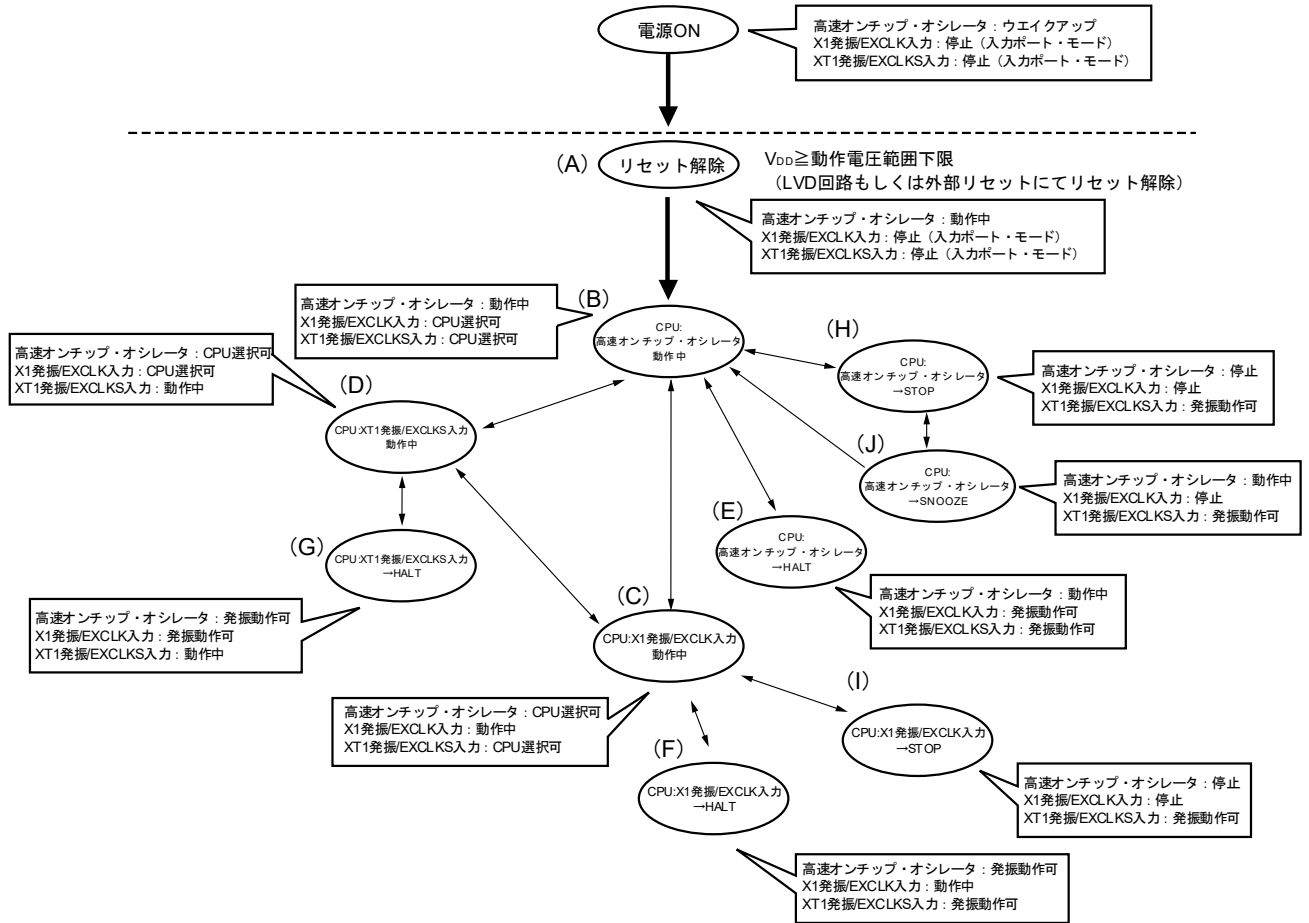 電源ON
高速オンチップ・オシレータ：ウエイクアップ
X1発振/EXCLK入力：停止（入力ポート・モード）
XT1発振/EXCLKS入力：停止（入力ポート・モード）
（A）
リセット解除
VDD≧動作電圧範囲下限
（LVD回路もしくは外部リセットにてリセット解除）
高速オンチップ・オシレータ：動作中
X1発振/EXCLK入力：停止（入力ポート・モード）
XT1発振/EXCLKS入力：停止（入力ポート・モード）
（B）
高速オンチップ・オシレータ：動作中
X1発振/EXCLK入力：CPU選択可
XT1発振/EXCLKS入力：CPU選択可
CPU:
高速オンチップ・オシレータ
動作中
（H）
CPU:
高速オンチップ・オシレータ
→STOP
高速オンチップ・オシレータ：停止
X1発振/EXCLK入力：停止
XT1発振/EXCLKS入力：発振動作可
高速オンチップ・オシレータ：CPU選択可
X1発振/EXCLK入力：CPU選択可
XT1発振/EXCLKS入力：動作中
（D）
CPU:XT1発振/EXCLKS入力
動作中
（J）
CPU:
高速オンチップ・オシレータ
→SNOOZE
高速オンチップ・オシレータ：動作中
X1発振/EXCLK入力：停止
XT1発振/EXCLKS入力：発振動作可
（E）
CPU:
高速オンチップ・オシレータ
→HALT
高速オンチップ・オシレータ：動作中
X1発振/EXCLK入力：発振動作可
XT1発振/EXCLKS入力：発振動作可
（G）
CPU:XT1発振/EXCLKS入力
→HALT
高速オンチップ・オシレータ：発振動作可
X1発振/EXCLK入力：発振動作可
XT1発振/EXCLKS入力：動作中
（C）
CPU:X1発振/EXCLK入力
動作中
高速オンチップ・オシレータ：CPU選択可
X1発振/EXCLK入力：動作中
XT1発振/EXCLKS入力：CPU選択可
（I）
CPU:X1発振/EXCLK入力
→STOP
高速オンチップ・オシレータ：停止
X1発振/EXCLK入力：停止
XT1発振/EXCLKS入力：発振動作可
（F）
CPU:X1発振/EXCLK入力
→HALT
高速オンチップ・オシレータ：発振動作可
X1発振/EXCLK入力：動作中
XT1発振/EXCLKS入力：発振動作可